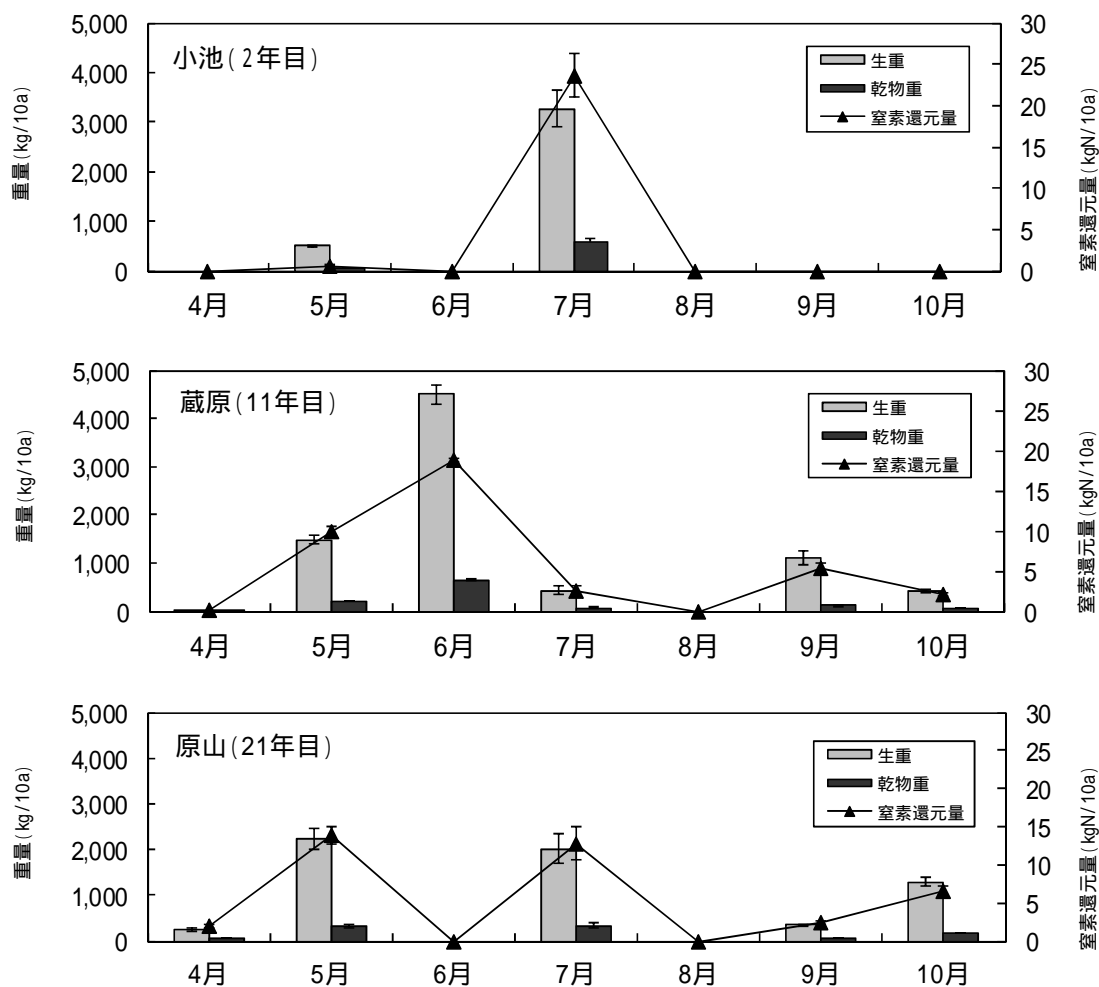 小池(2年目)
重量(kg/10a)
5,000
4,000
3,000
2,000
1,000
0
生重
乾物重
窒素還元量
30
25
20
15
10
5
0
窒素還元量(kgN/10a)
4月 5月 6月 7月 8月 9月 10月
蔵原(11年目)
重量(kg/10a)
5,000
4,000
3,000
2,000
1,000
0
生重
乾物重
窒素還元量
30
25
20
15
10
5
0
窒素還元量(kgN/10a)
4月 5月 6月 7月 8月 9月 10月
原山(21年目)
重量(kg/10a)
5,000
4,000
3,000
2,000
1,000
0
生重
乾物重
窒素還元量
30
25
20
15
10
5
0
窒素還元量(kgN/10a)
4月 5月 6月 7月 8月 9月 10月